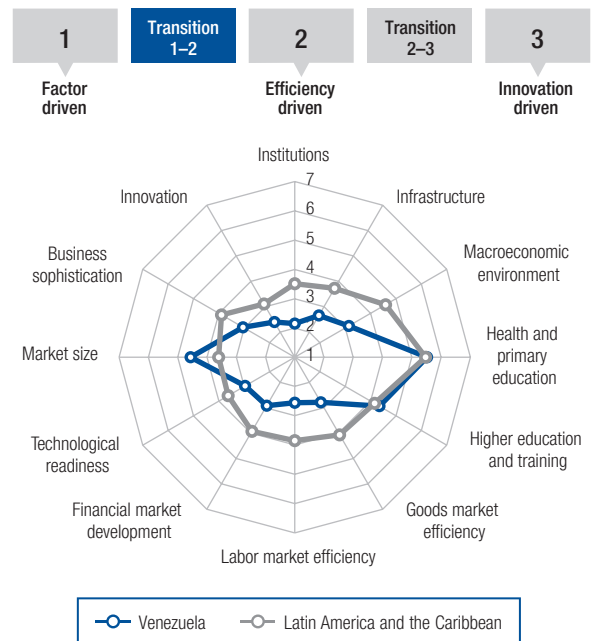 1
Transition
1–2
2
Transition
2–3
3
Factor
driven
Efficiency
driven
Innovation
driven
Institutions
Infrastructure
Macroeconomic
environment
Health and
primary
education
Higher education
and training
Goods market
efficiency
Labor market efficiency
Financial market
development
Technological
readiness
Market size
Business
sophistication
Innovation
7
6
5
4
3
2
1
Venezuela
Latin America and the Caribbean